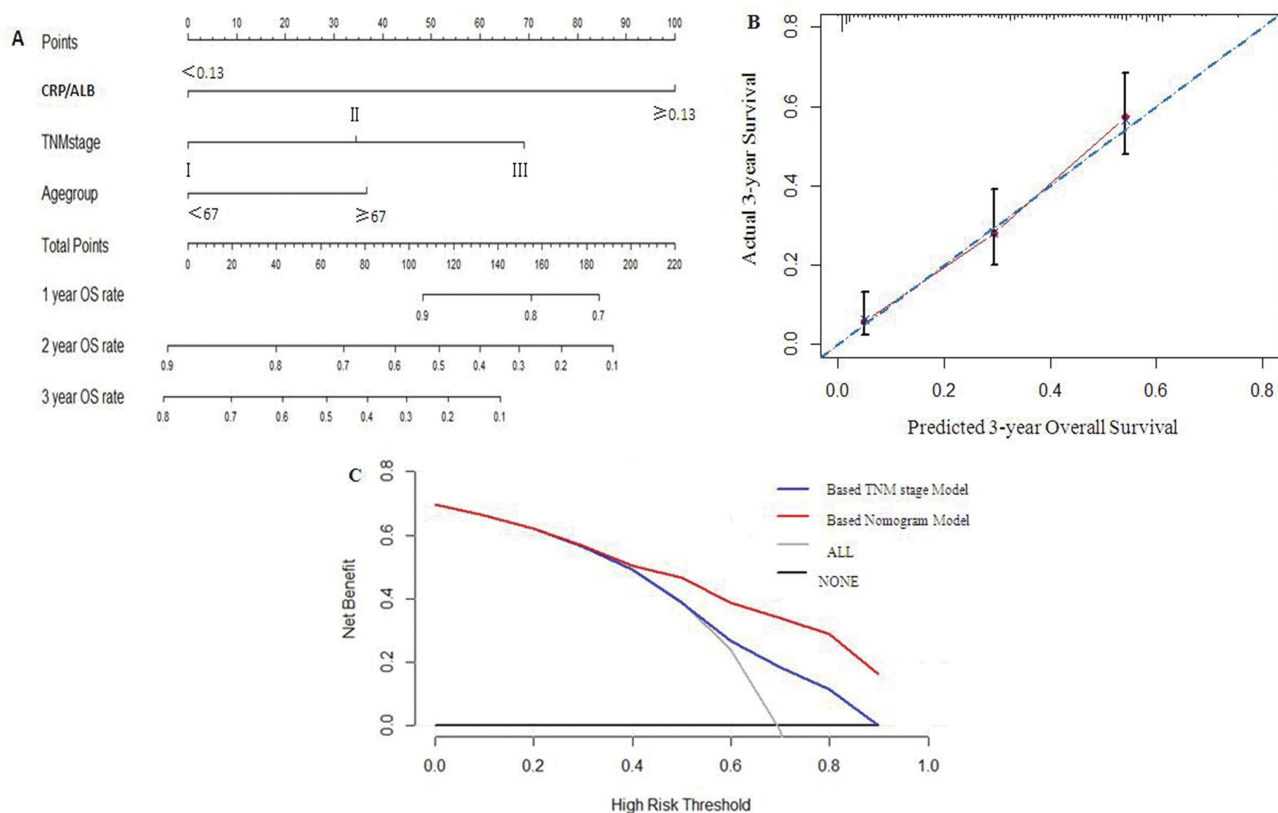 A
Points
0 10 20 30 40 50 60 70 80 90 100
<0.13
CRP/ALB
≥0.13
II
TNMstage
I III
Agegroup
<67 ≥67
Total Points
0 20 40 60 80 100 120 140 160 180 200 220
1 year OS rate
0.9 0.8 0.7
2 year OS rate
0.9 0.8 0.7 0.6 0.5 0.4 0.3 0.2 0.1
3 year OS rate
0.8 0.7 0.6 0.5 0.4 0.3 0.2 0.1
B
Actual 3-year Survival
0.8
0.6
0.4
0.2
0.0
0.0 0.2 0.4 0.6 0.8
Predicted 3-year Overall Survival
C
Net Benefit
0.8
0.6
0.4
0.2
0.0
Based TNM stage Model
Based Nomogram Model
ALL
NONE
0.0 0.2 0.4 0.6 0.8 1.0
High Risk Threshold